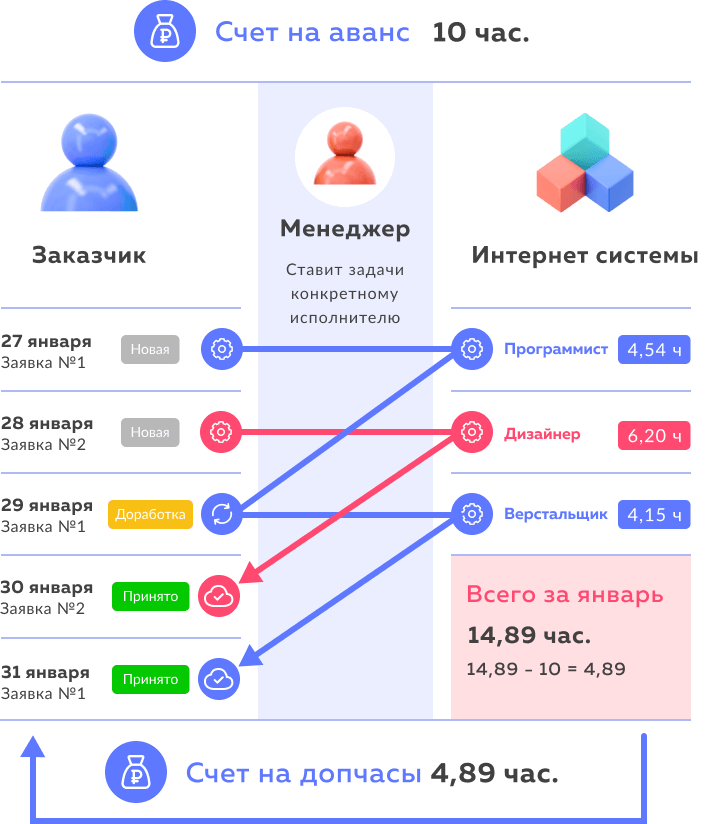 Счет на аванс 10 час.
Заказчик
Менеджер
Ставит задачи
конкретному
исполнителю
Интернет системы
27 января
Заявка №1
Новая
Программист
4,54 ч
28 января
Заявка №2
Новая
Дизайнер
6,20 ч
29 января
Заявка №1
Доработка
Верстальщик
4,15 ч
30 января
Заявка №2
Принято
31 января
Заявка №1
Принято
Всего за январь
14,89 час.
14,89 - 10 = 4,89
Счет на допчасы 4,89 час.